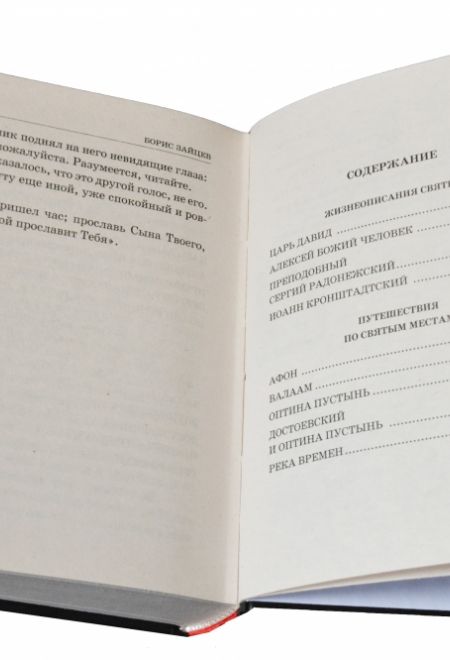 БОРИС ЗАЙЦЕВ
ник поднял на него невидящие глаза:
пожалуйста. Разумеется, читайте.
казалось, что это другой голос, не его.
ту еще иной, уже спокойный и ров-
ришел час; прославь Сына Твоего,
ой прославит Тебя».
СОДЕРЖАНИЕ
ЖИЗНЕОПИСАНИЯ СВЯТ
ЦАРЬ ДАВИД
АЛЕКСЕЙ БОЖИЙ ЧЕЛОВЕК
ПРЕПОДОБНЫЙ
СЕРГИЙ РАДОНЕЖСКИЙ
ИОАНН КРОНШТАДТСКИЙ
ПУТЕШЕСТВИЯ
ПО СВЯТЫМ МЕСТАМ
АФОН
ВАЛААМ
ОПТИНА ПУСТЫНЬ
ДОСТОЕВСКИЙ
И ОПТИНА ПУСТЫНЬ
РЕКА ВРЕМЕН